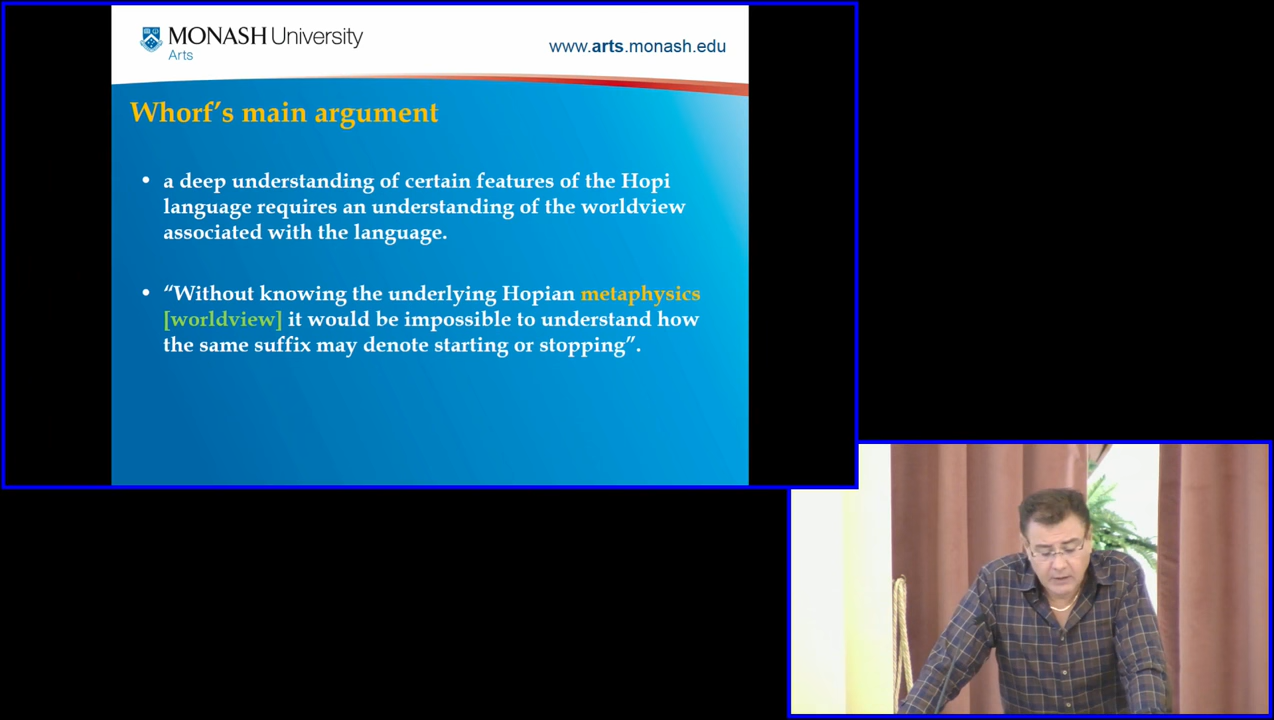 MONASH University
Arts
www.arts.monash.edu
Whorf’s main argument
• a deep understanding of certain features of the Hopi
language requires an understanding of the worldview
associated with the language.
• “Without knowing the underlying Hopian metaphysics
[worldview] it would be impossible to understand how
the same suffix may denote starting or stopping”.